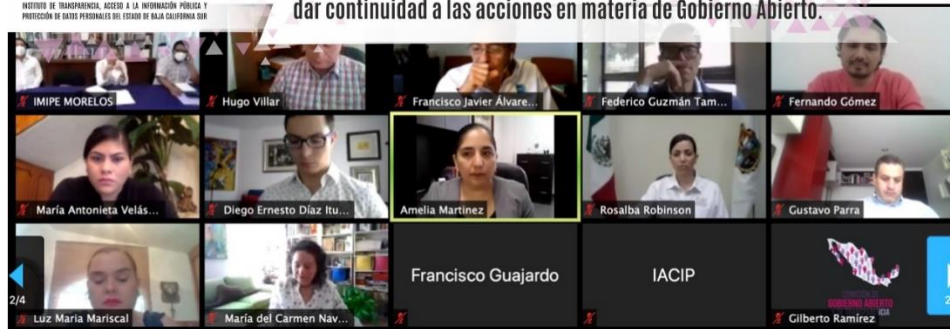 INSTITUTO DE TRANSPARENCIA, ACCESO A LA INFORMACIÓN PÚBLICA Y
PROTECCIÓN DE DATOS PERSONALES DEL ESTADO DE BAJA CALIFORNIA SUR
dar continuidad a las acciones en materia de Gobierno Abierto.
IMIPE MORELOS
Hugo Villar
Francisco Javier Álvare...
Federico Guzmán Tam...
Fernando Gómez
María Antonieta Velás...
Diego Ernesto Díaz Itu...
Amelia Martinez
Rosalba Robinson
Gustavo Parra
2/4
Luz Maria Mariscal
María del Carmen Nav...
Francisco Guajardo
IACIP
GOBIERNO ABIERTO
Gilberto Ramírez